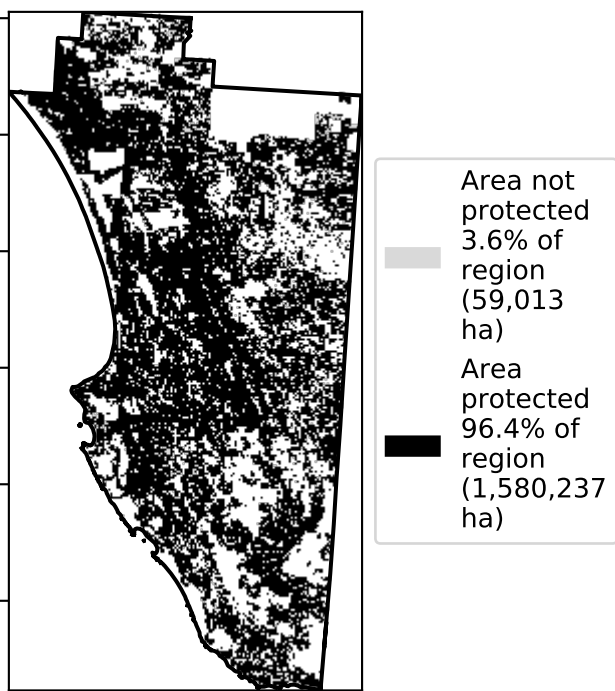 Area not
protected
3.6% of
region
(59,013
ha)
Area
protected
96.4% of
region
(1,580,237
ha)